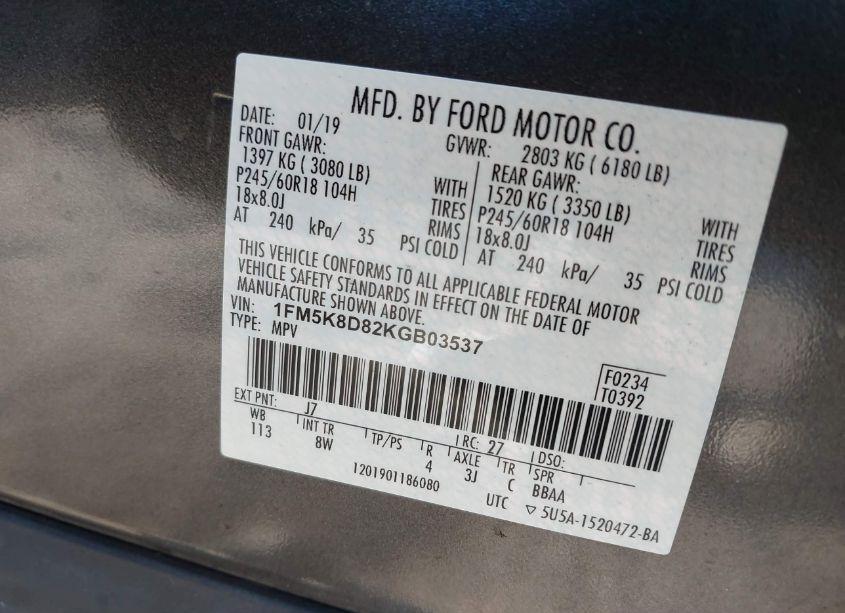 MFD. BY FORD MOTOR CO.
DATE: 01/19 GVWR: 2803 KG ( 6180 LB)
FRONT GAWR: REAR GAWR:
1397 KG ( 3080 LB) WITH 1520 KG ( 3350 LB) WITH
P245/60R18 104H TIRES P245/60R18 104H TIRES
18x8.0J RIMS 18x8.0J RIMS
AT 240 kPa/ 35 PSI COLD AT 240 kPa/ 35 PSI COLD
THIS VEHICLE CONFORMS TO ALL APPLICABLE FEDERAL MOTOR
VEHICLE SAFETY STANDARDS IN EFFECT ON THE DATE OF
MANUFACTURE SHOWN ABOVE.
VIN: 1FM5K8D82KGB03537
TYPE: MPV
F0234
T0392
EXT PNT: J7 RC: 27 DSO:
WB INT TR TP/PS R AXLE TR SPR
113 8W 4 3J C BBAA
1201901186080 UTC ▽ 5U5A-1520472-BA